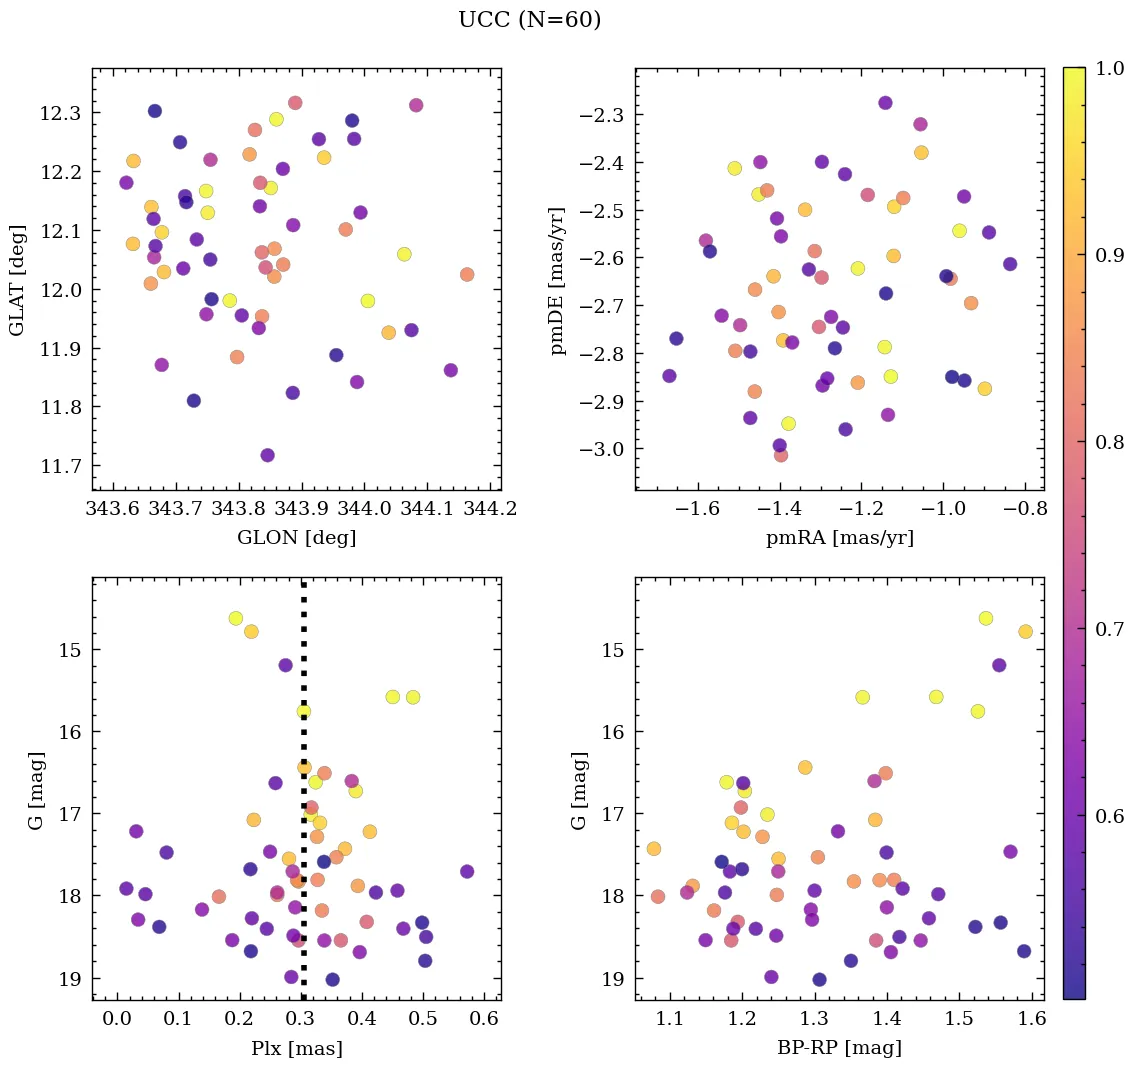 UCC (N=60)
12.3
12.2
12.1
12.0
11.9
11.8
11.7
GLAT [deg]
343.6 343.7 343.8 343.9 344.0 344.1 344.2
GLON [deg]
−2.3
−2.4
−2.5
−2.6
−2.7
−2.8
−2.9
−3.0
pmDE [mas/yr]
−1.6 −1.4 −1.2 −1.0 −0.8
pmRA [mas/yr]
15
16
17
18
19
G [mag]
0.0 0.1 0.2 0.3 0.4 0.5 0.6
Plx [mas]
15
16
17
18
19
G [mag]
1.1 1.2 1.3 1.4 1.5 1.6
BP-RP [mag]
1.0
0.9
0.8
0.7
0.6